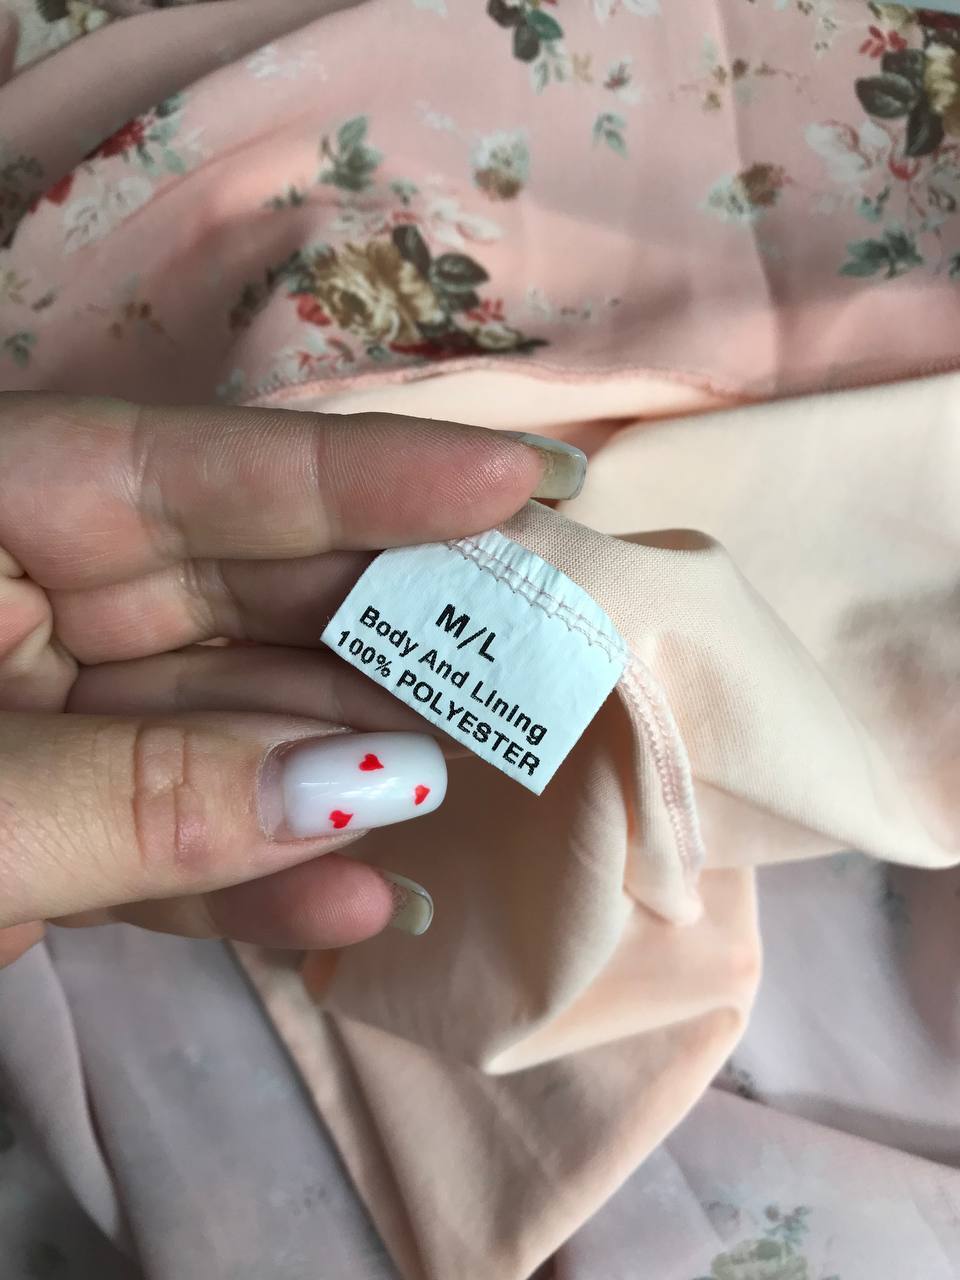 M/L
Body And Lining
100% POLYESTER